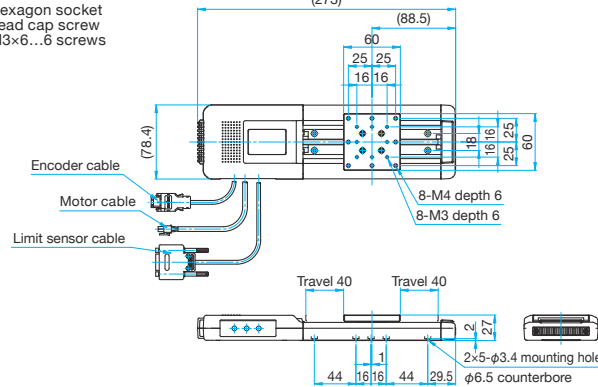 exagon socket
ead cap screw
M3×6…6 screws
(275)
(88.5)
60
25 25
16 16
(78.4)
18
16 16
25 25
60
Encoder cable
Motor cable
Limit sensor cable
8-M4 depth 6
8-M3 depth 6
Travel 40
Travel 40
2
27
1
44
16 16
44
29.5
2×5-φ3.4 mounting hole
φ6.5 counterbore